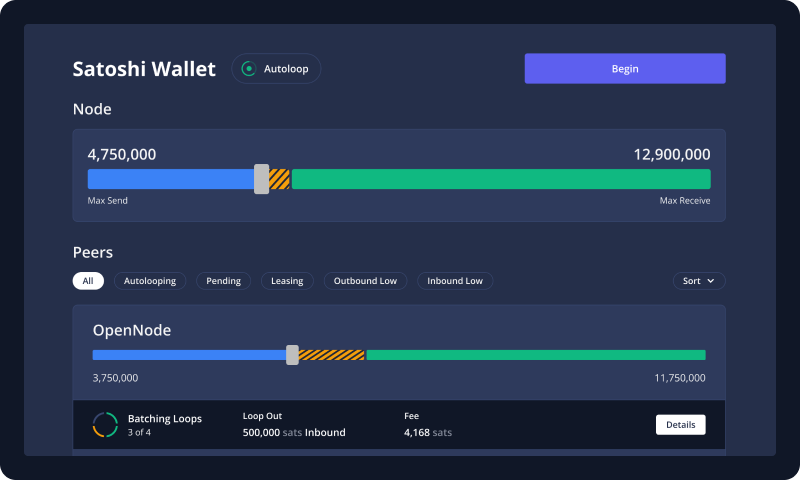 Satoshi Wallet
Autoloop
Begin
Node
4,750,000
12,900,000
Max Send
Max Receive
Peers
All
Autolooping
Pending
Leasing
Outbound Low
Inbound Low
Sort
OpenNode
3,750,000
11,750,000
Batching Loops
3 of 4
Loop Out
500,000 sats Inbound
Fee
4,168 sats
Details